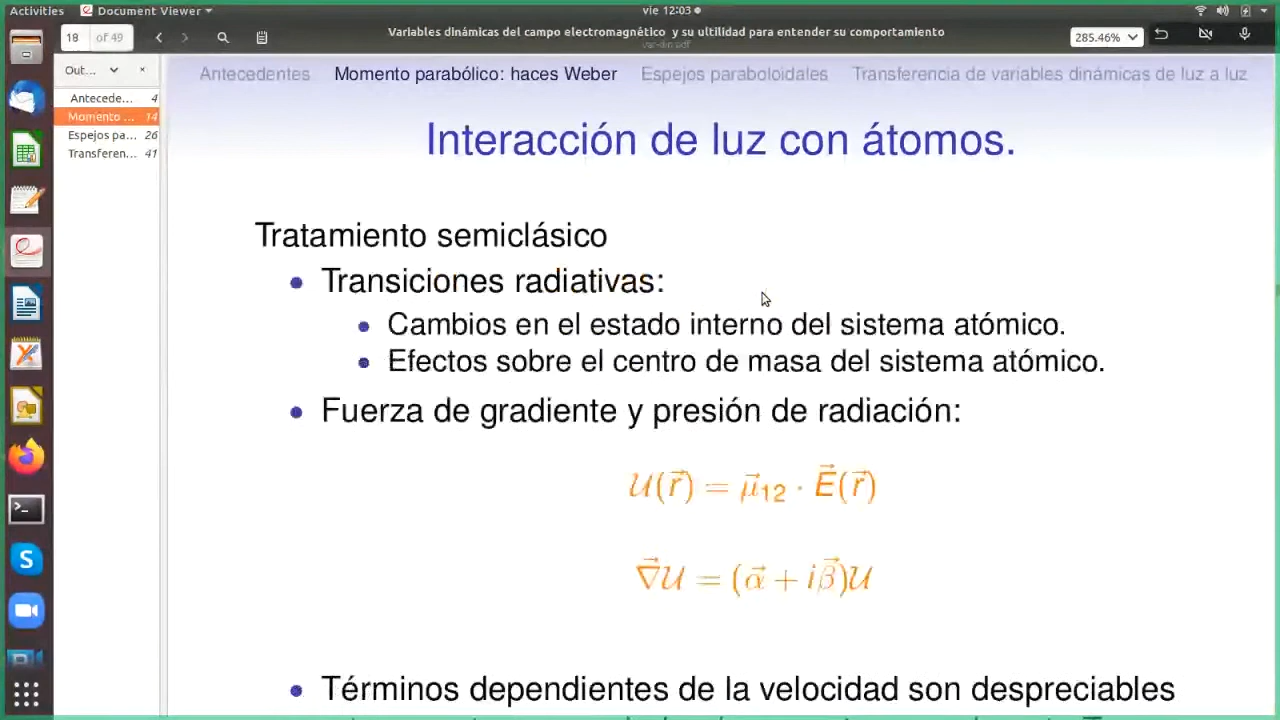 Activities
Document Viewer
vie 12:03
18
of 49
Variables dinámicas del campo electromagnético y su ultilidad para entender su comportamiento
var-din.pdf
285.46%
Out...
Antecede... 4
Momento ... 14
Espejos pa... 26
Transferen... 41
Antecedentes Momento parabólico: haces Weber Espejos paraboloidales Transferencia de variables dinámicas de luz a luz
Interacción de luz con átomos.
Tratamiento semiclásico
• Transiciones radiativas:
• Cambios en el estado interno del sistema atómico.
• Efectos sobre el centro de masa del sistema atómico.
• Fuerza de gradiente y presión de radiación:
𝒰(r⃗) = μ⃗₁₂ · E⃗(r⃗)
∇⃗𝒰 = (α⃗ + iβ⃗)𝒰
• Términos dependientes de la velocidad son despreciables